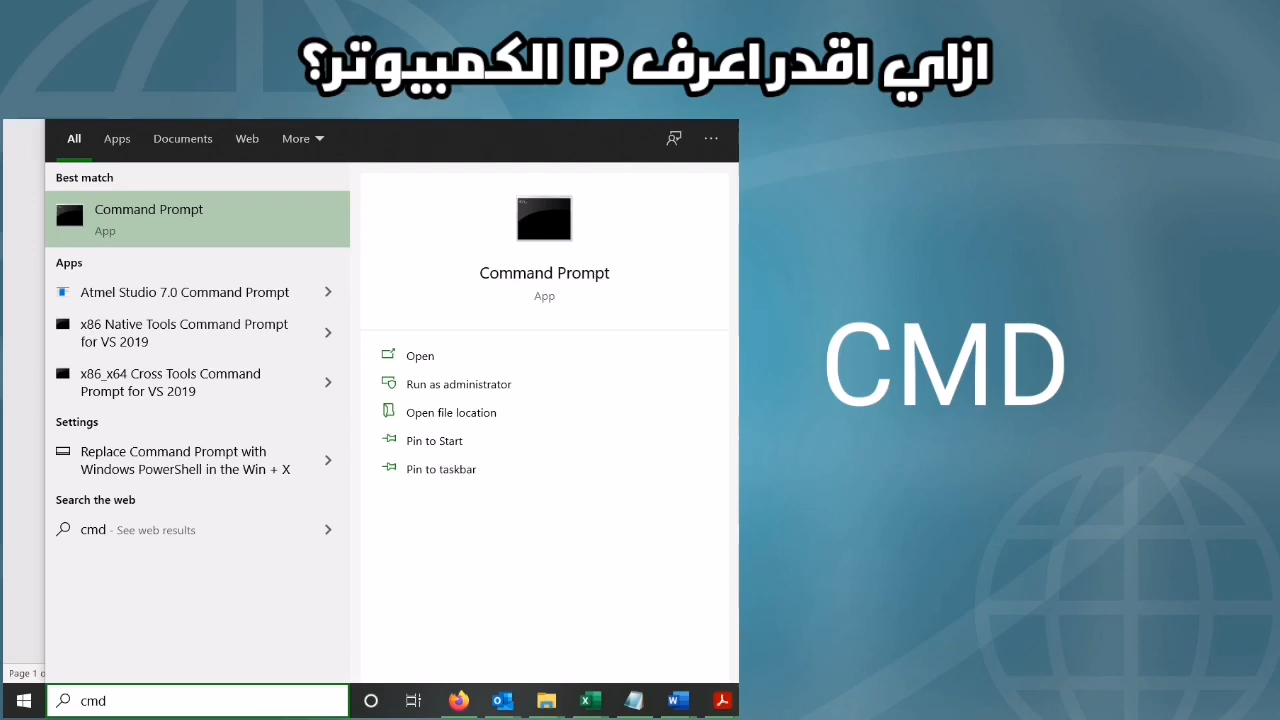 ازاي اقدر اعرف IP الكمبيوتر؟
All Apps Documents Web More
Best match
Command Prompt
App
Apps
Atmel Studio 7.0 Command Prompt
x86 Native Tools Command Prompt
for VS 2019
x86_x64 Cross Tools Command
Prompt for VS 2019
Settings
Replace Command Prompt with
Windows PowerShell in the Win + X
Search the web
cmd - See web results
Command Prompt
App
Open
Run as administrator
Open file location
Pin to Start
Pin to taskbar
CMD
Page 1
cmd